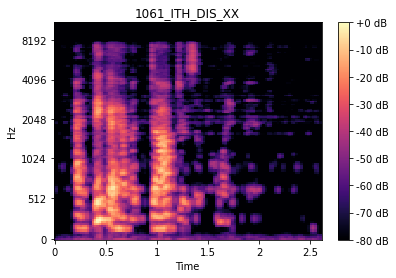 1061_ITH_DIS_XX
8192
4096
2048
1024
512
0
Hz
0
0.5
1
1.5
2
2.5
Time
+0 dB
-10 dB
-20 dB
-30 dB
-40 dB
-50 dB
-60 dB
-70 dB
-80 dB